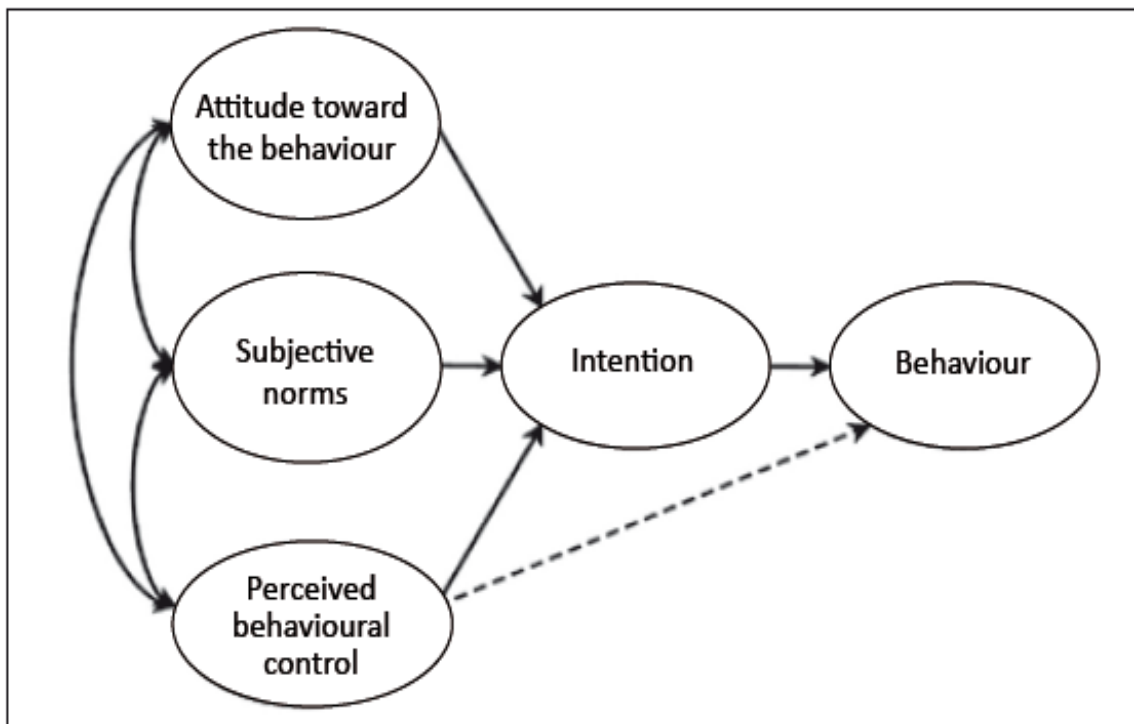 Attitude toward
the behaviour
Subjective
norms
Intention
Behaviour
Perceived
behavioural
control